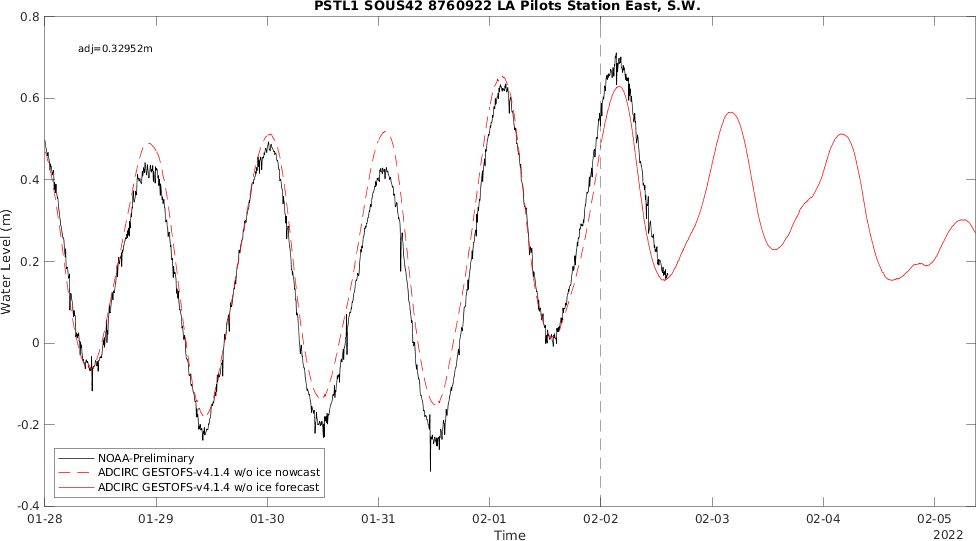 PSTL1 SOUS42 8760922 LA Pilots Station East, S.W.
adj=0.32952m
Water Level (m)
0.8
0.6
0.4
0.2
0
-0.2
-0.4
NOAA-Preliminary
ADCIRC GESTOFS-v4.1.4 w/o ice nowcast
ADCIRC GESTOFS-v4.1.4 w/o ice forecast
01-28 01-29 01-30 01-31 02-01 02-02 02-03 02-04 02-05
Time
2022